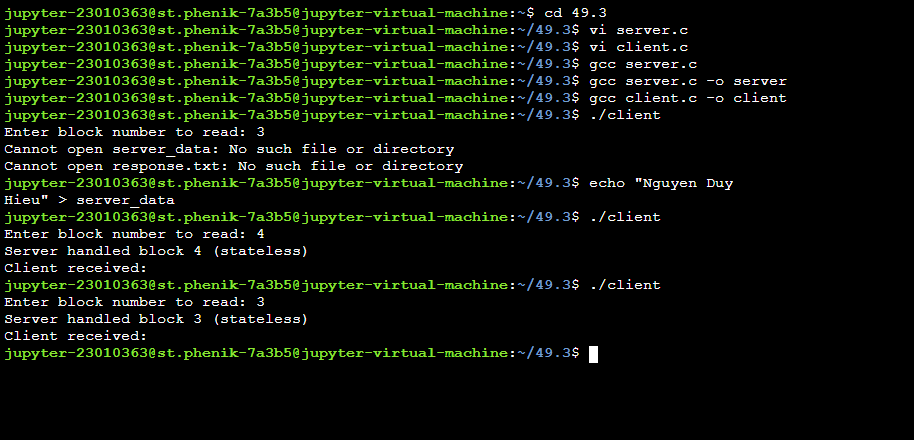 jupyter-23010363@st.phenik-7a3b5@jupyter-virtual-machine:~$ cd 49.3
jupyter-23010363@st.phenik-7a3b5@jupyter-virtual-machine:~/49.3$ vi server.c
jupyter-23010363@st.phenik-7a3b5@jupyter-virtual-machine:~/49.3$ vi client.c
jupyter-23010363@st.phenik-7a3b5@jupyter-virtual-machine:~/49.3$ gcc server.c
jupyter-23010363@st.phenik-7a3b5@jupyter-virtual-machine:~/49.3$ gcc server.c -o server
jupyter-23010363@st.phenik-7a3b5@jupyter-virtual-machine:~/49.3$ gcc client.c -o client
jupyter-23010363@st.phenik-7a3b5@jupyter-virtual-machine:~/49.3$ ./client
Enter block number to read: 3
Cannot open server_data: No such file or directory
Cannot open response.txt: No such file or directory
jupyter-23010363@st.phenik-7a3b5@jupyter-virtual-machine:~/49.3$ echo "Nguyen Duy
Hieu" > server_data
jupyter-23010363@st.phenik-7a3b5@jupyter-virtual-machine:~/49.3$ ./client
Enter block number to read: 4
Server handled block 4 (stateless)
Client received:
jupyter-23010363@st.phenik-7a3b5@jupyter-virtual-machine:~/49.3$ ./client
Enter block number to read: 3
Server handled block 3 (stateless)
Client received:
jupyter-23010363@st.phenik-7a3b5@jupyter-virtual-machine:~/49.3$